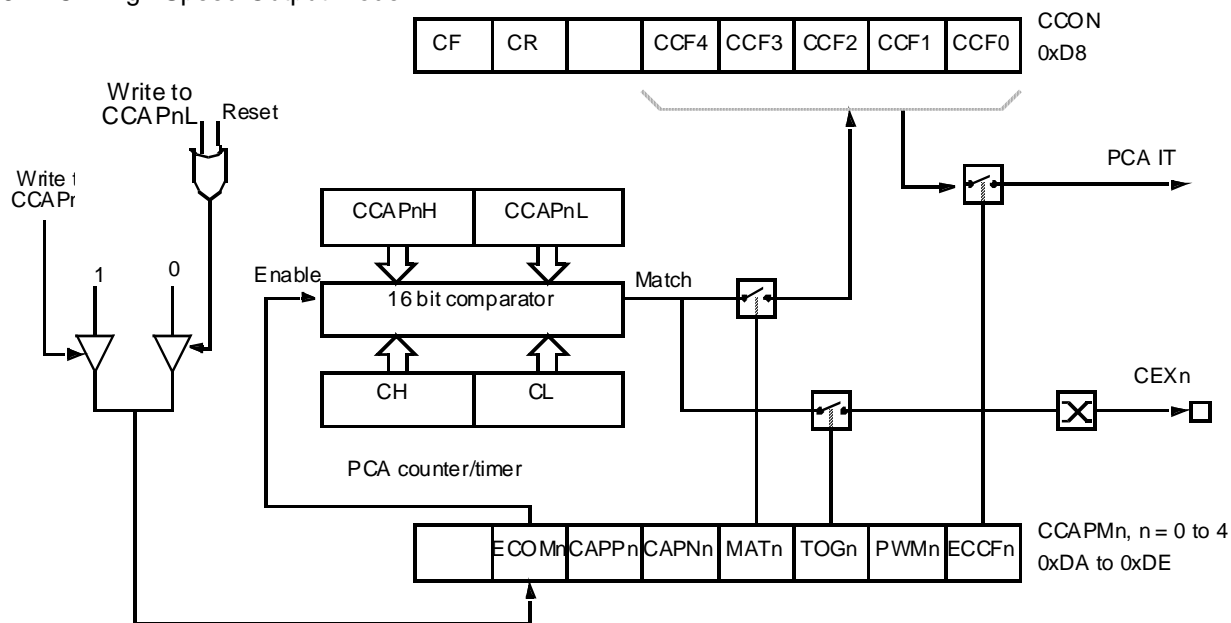 Speed Output Mode
CF CR CCF4 CCF3 CCF2 CCF1 CCF0
CCON
0xD8
Write to
CCAPnL
Reset
Write
1
0
CCAPnH CCAPnL
Enable
16 bit comparator
Match
CH CL
PCA counter/timer
PCA IT
CEXn
ECOMn CAPPn CAPNn MATn TOGn PWMn ECCFn
CCAPMn, n = 0 to 4
0xDA to 0xDE